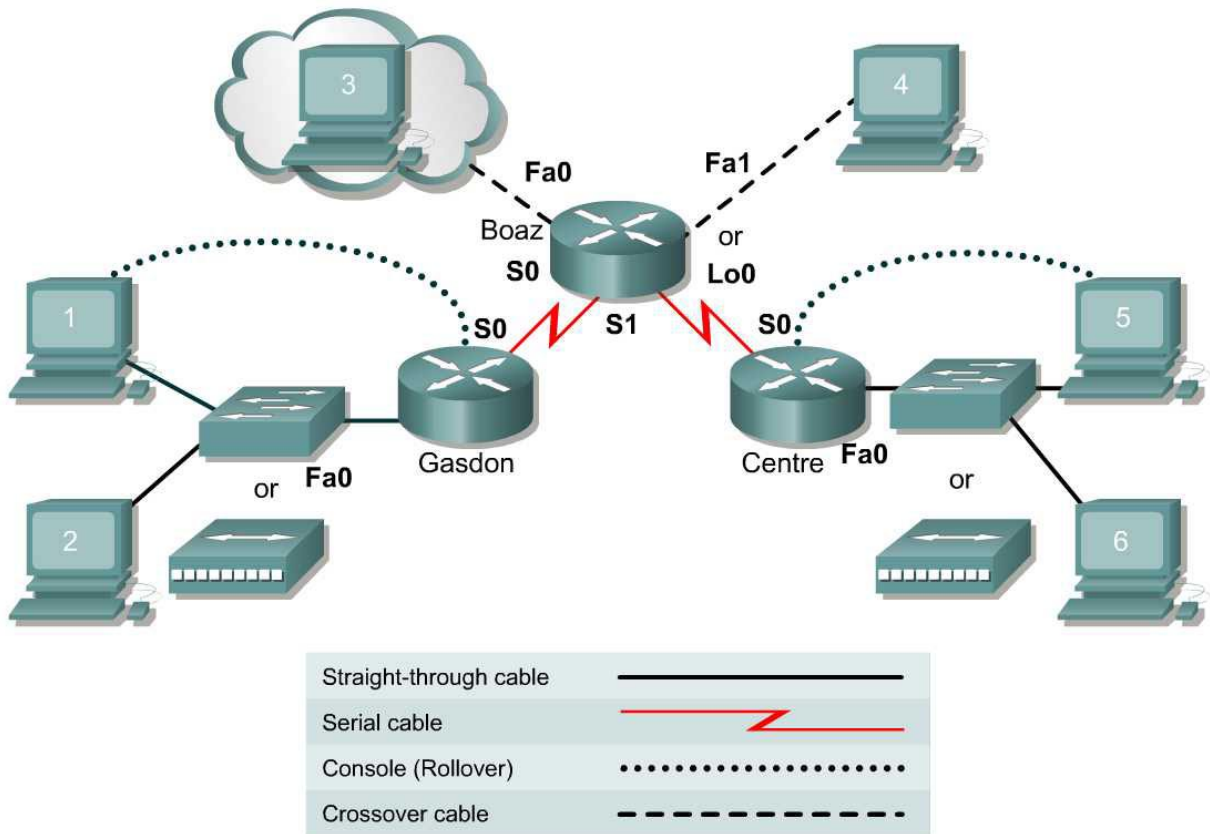 3
4
Fa0
Fa1
Boaz
or
S0
Lo0
1
S0
S1
S0
5
Gasdon
Centre
Fa0
Fa0
or
or
2
6
Straight-through cable
Serial cable
Console (Rollover)
Crossover cable